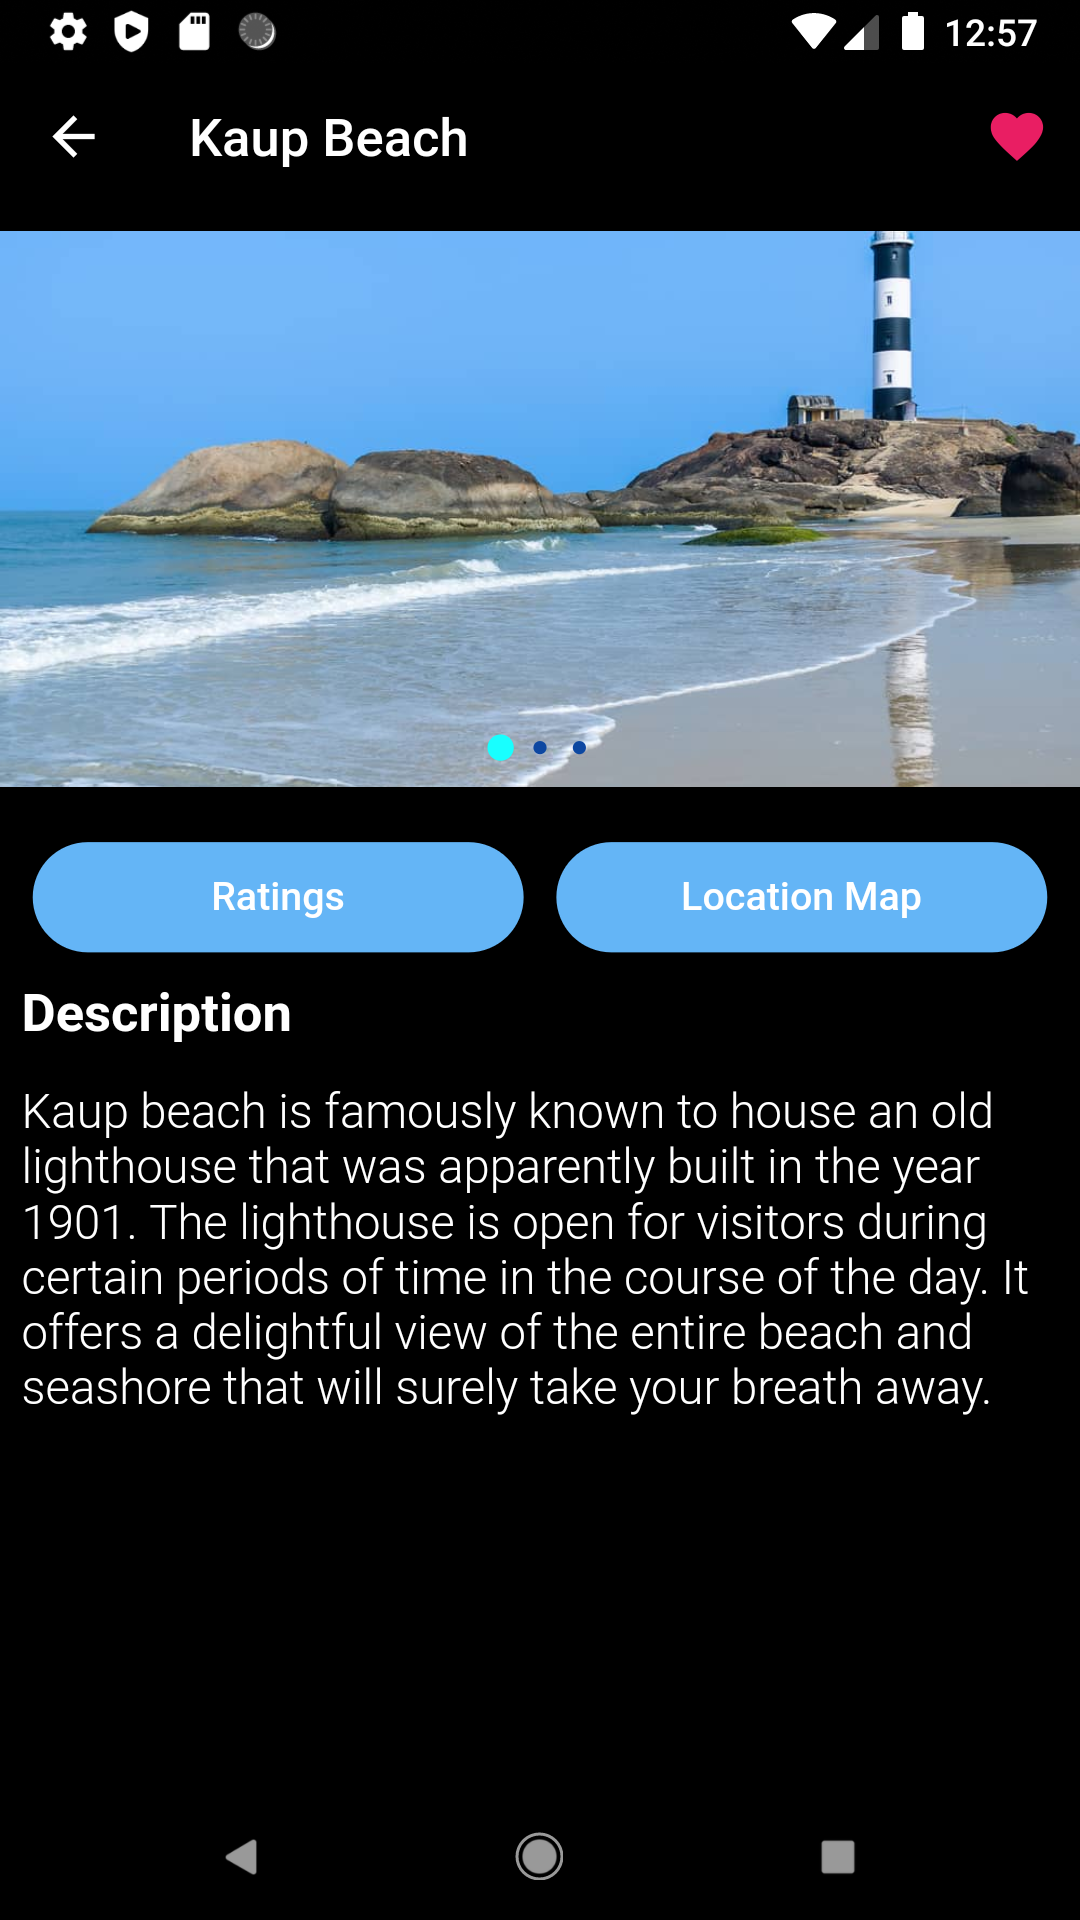 12:57
Kaup Beach
Ratings
Location Map
Description
Kaup beach is famously known to house an old
lighthouse that was apparently built in the year
1901. The lighthouse is open for visitors during
certain periods of time in the course of the day. It
offers a delightful view of the entire beach and
seashore that will surely take your breath away.